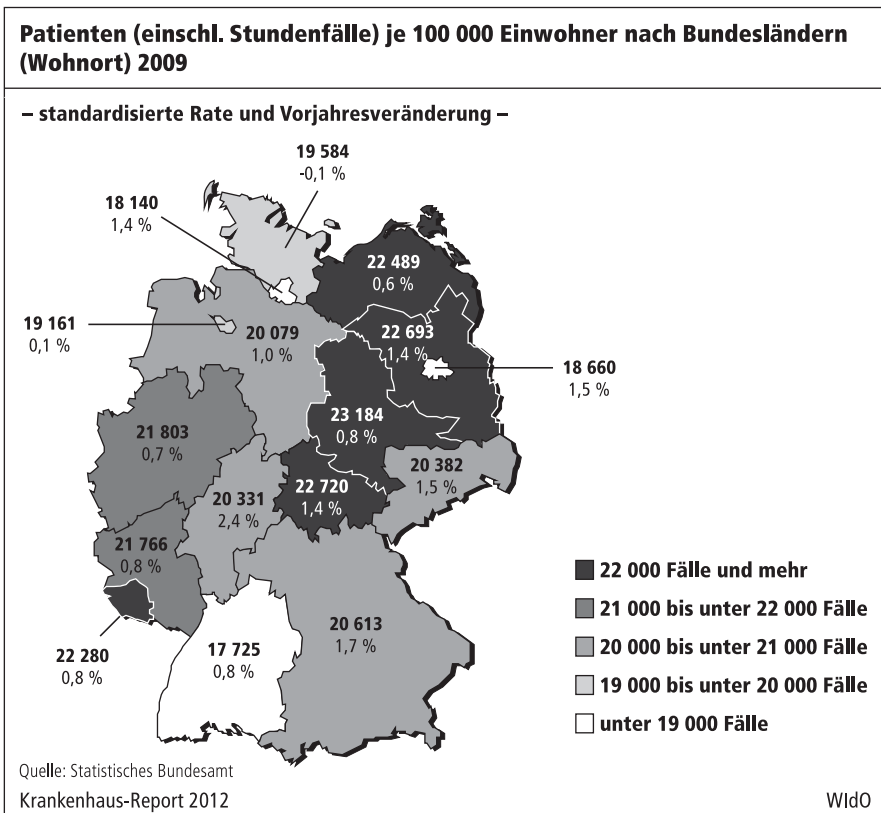 Patienten (einschl. Stundenfälle) je 100 000 Einwohner nach Bundesländern
(Wohnort) 2009
– standardisierte Rate und Vorjahresveränderung –
19 584
-0,1 %
18 140
1,4 %
22 489
0,6 %
19 161
0,1 %
20 079
1,0 %
22 693
1,4 %
18 660
1,5 %
23 184
0,8 %
21 803
0,7 %
20 382
1,5 %
22 720
1,4 %
20 331
2,4 %
21 766
0,8 %
22 280
0,8 %
17 725
0,8 %
20 613
1,7 %
22 000 Fälle und mehr
21 000 bis unter 22 000 Fälle
20 000 bis unter 21 000 Fälle
19 000 bis unter 20 000 Fälle
unter 19 000 Fälle
Quelle: Statistisches Bundesamt
Krankenhaus-Report 2012
WIdO